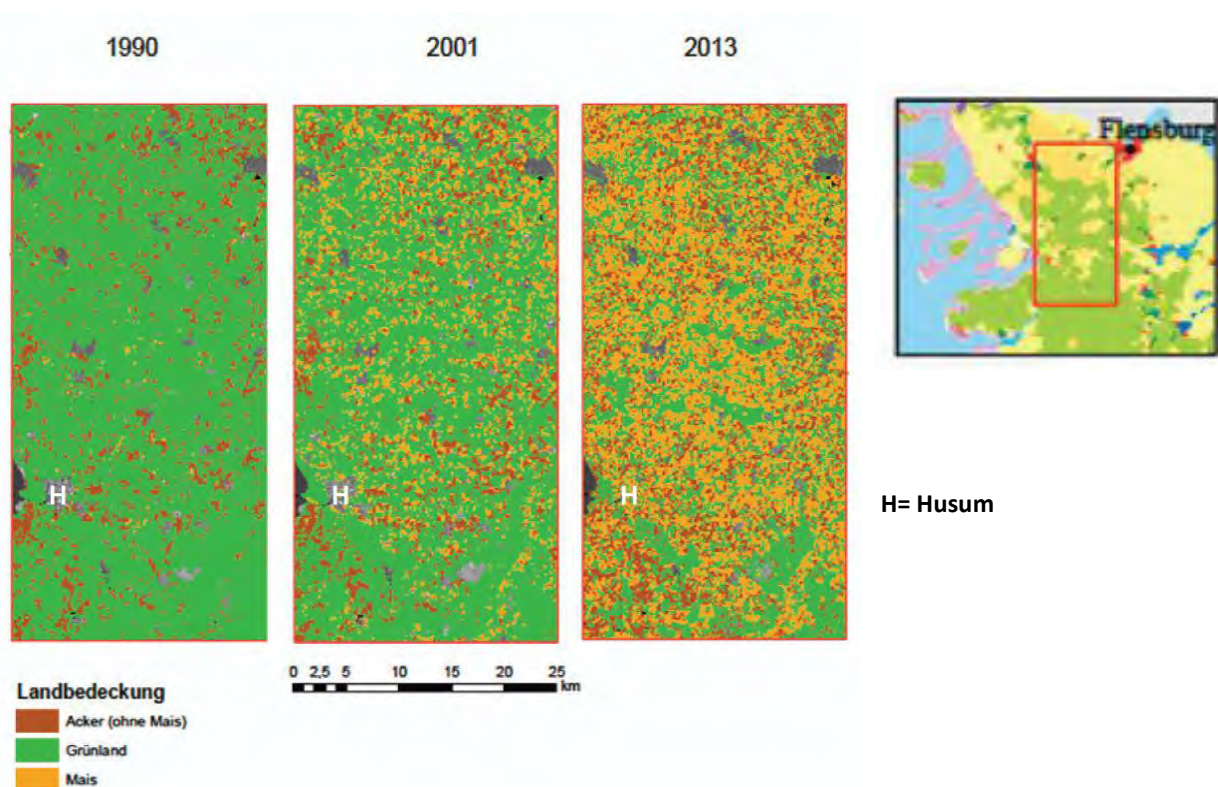 1990 2001 2013
Flensburg
H H H
H= Husum
0 2,5 5 10 15 20 25
km
Landbedeckung
Acker (ohne Mais)
Grünland
Mais